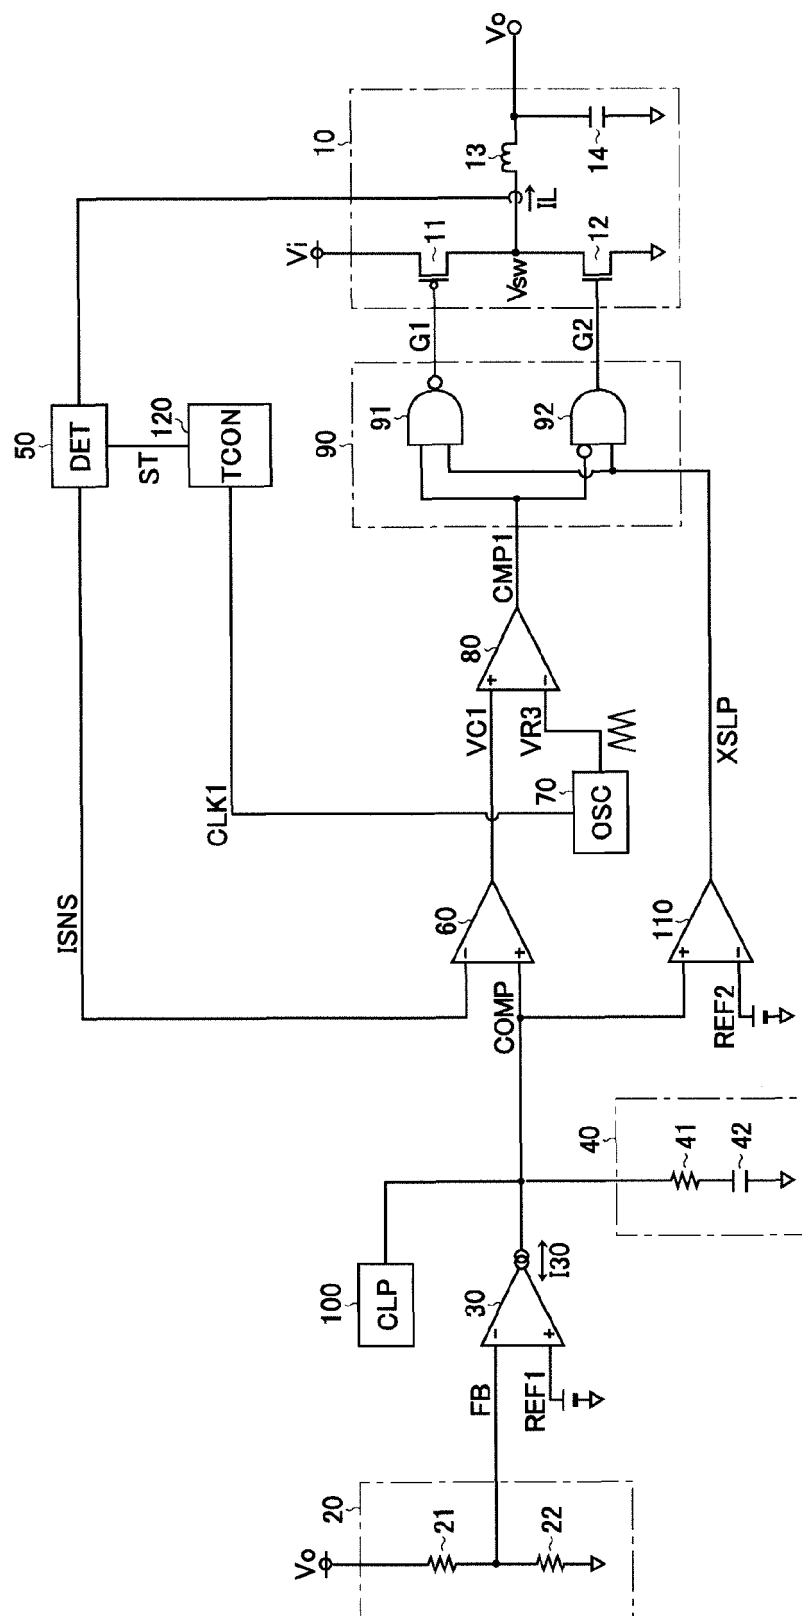 Vo
20
21
22
FB
REF1
30
I30
100
CLP
40
41
42
COMP
REF2
110
XSLP
ISNS
60
VC1
CLK1
70
OSC
VR3
80
CMP1
50
DET
ST
120
TCON
90
91
92
G1
G2
10
Vi
11
12
Vsw
IL
13
14
Vo